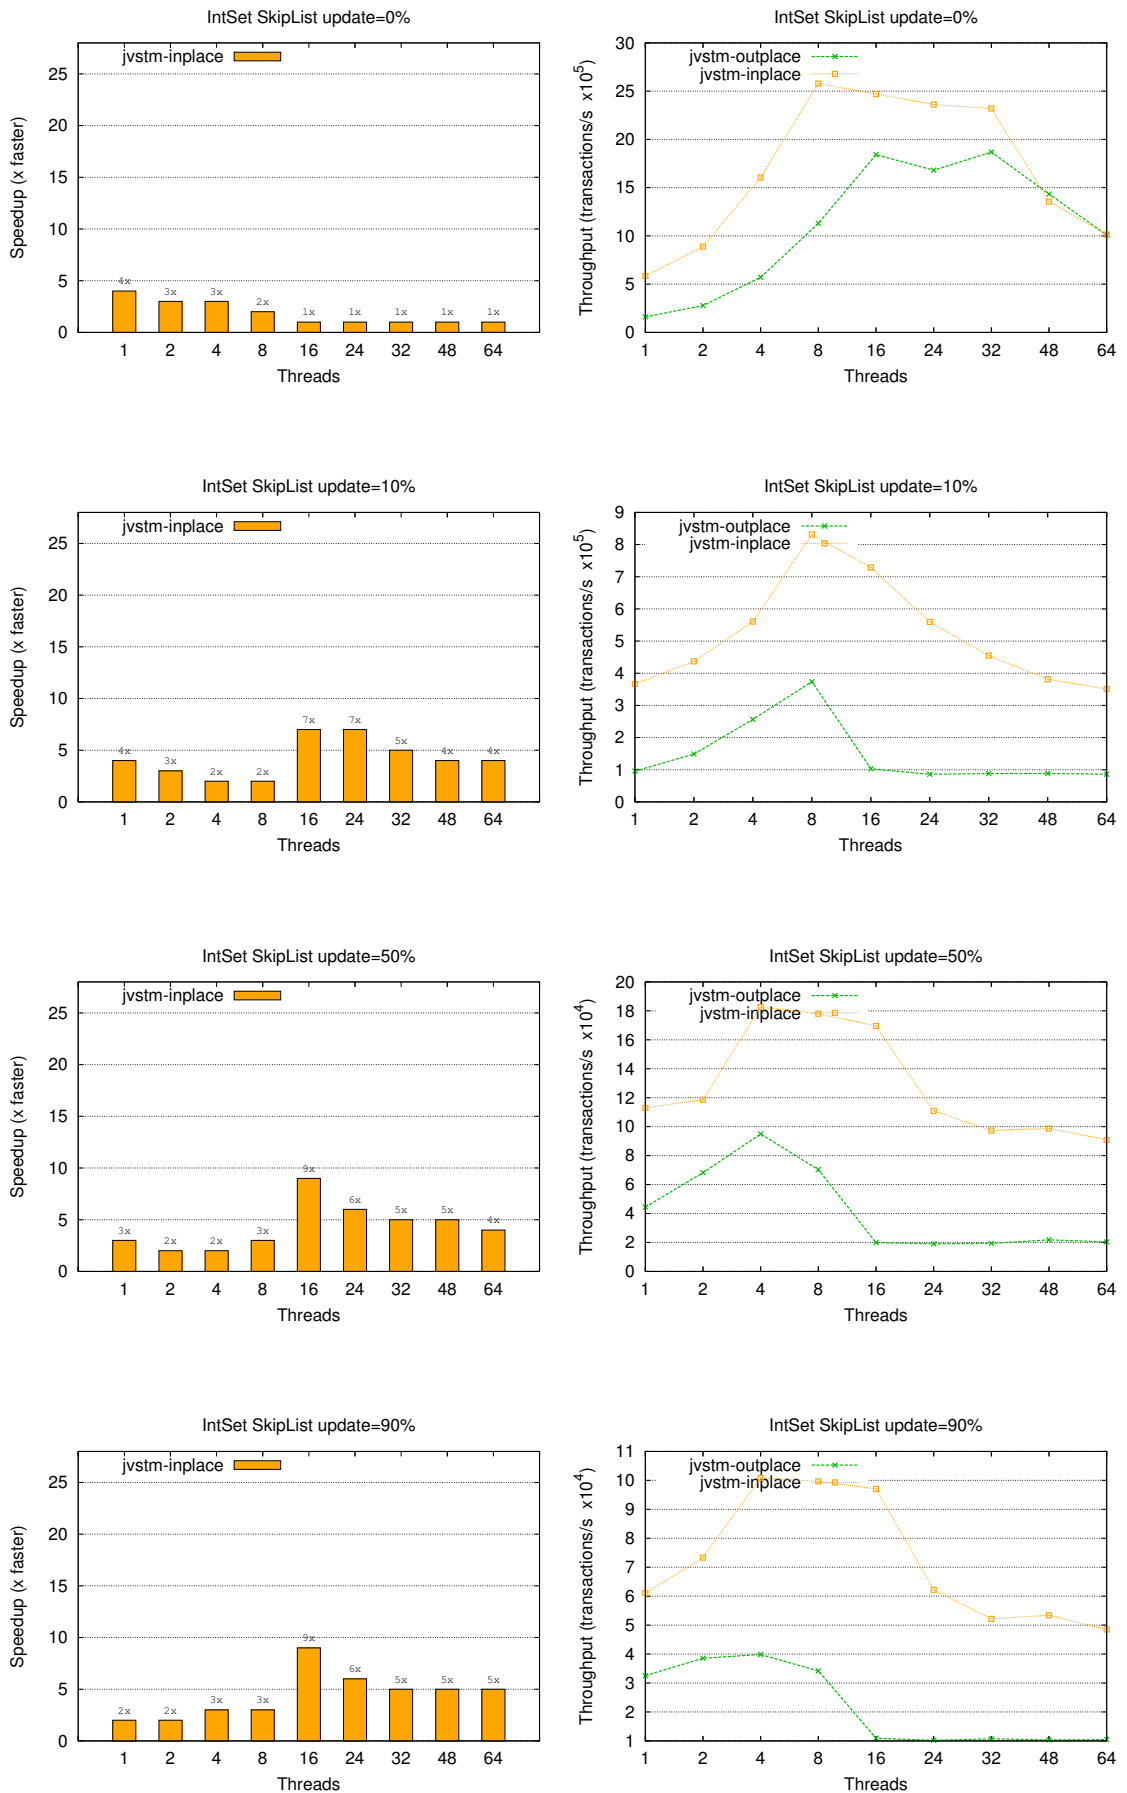 IntSet SkipList update=0%
jvstm-inplace
Speedup (x faster)
25
20
15
10
5
0
4x 3x 3x 2x 1x 1x 1x 1x 1x
1 2 4 8 16 24 32 48 64
Threads
IntSet SkipList update=0%
jvstm-outplace
jvstm-inplace
Throughput (transactions/s x10^5)
30
25
20
15
10
5
0
1 2 4 8 16 24 32 48 64
Threads
IntSet SkipList update=10%
jvstm-inplace
Speedup (x faster)
25
20
15
10
5
0
4x 3x 2x 2x 7x 7x 5x 4x 4x
1 2 4 8 16 24 32 48 64
Threads
IntSet SkipList update=10%
jvstm-outplace
jvstm-inplace
Throughput (transactions/s x10^5)
9
8
7
6
5
4
3
2
1
0
1 2 4 8 16 24 32 48 64
Threads
IntSet SkipList update=50%
jvstm-inplace
Speedup (x faster)
25
20
15
10
5
0
3x 2x 2x 3x 9x 6x 5x 5x 4x
1 2 4 8 16 24 32 48 64
Threads
IntSet SkipList update=50%
jvstm-outplace
jvstm-inplace
Throughput (transactions/s x10^4)
20
18
16
14
12
10
8
6
4
2
0
1 2 4 8 16 24 32 48 64
Threads
IntSet SkipList update=90%
jvstm-inplace
Speedup (x faster)
25
20
15
10
5
0
2x 2x 3x 3x 9x 6x 5x 5x 5x
1 2 4 8 16 24 32 48 64
Threads
IntSet SkipList update=90%
jvstm-outplace
jvstm-inplace
Throughput (transactions/s x10^4)
11
10
9
8
7
6
5
4
3
2
1
1 2 4 8 16 24 32 48 64
Threads